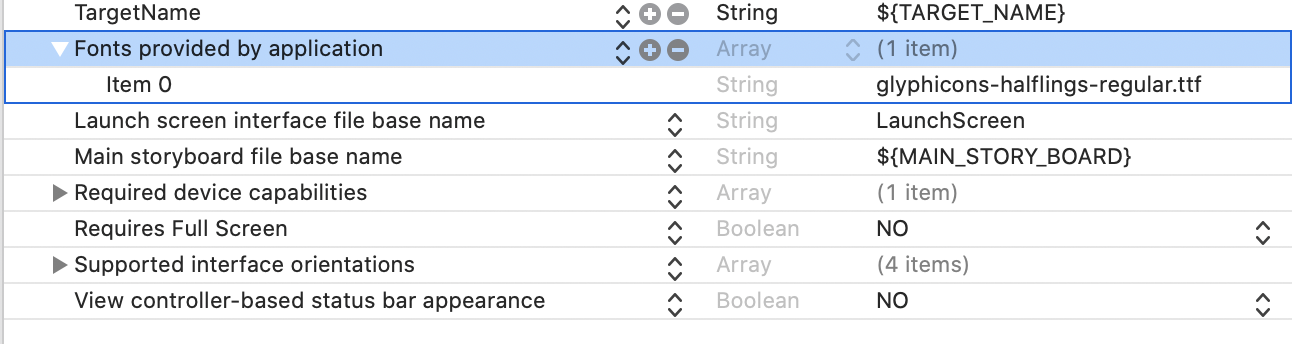 TargetName String ${TARGET_NAME}
Fonts provided by application Array (1 item)
Item 0 String glyphicons-halflings-regular.ttf
Launch screen interface file base name String LaunchScreen
Main storyboard file base name String ${MAIN_STORY_BOARD}
Required device capabilities Array (1 item)
Requires Full Screen Boolean NO
Supported interface orientations Array (4 items)
View controller-based status bar appearance Boolean NO